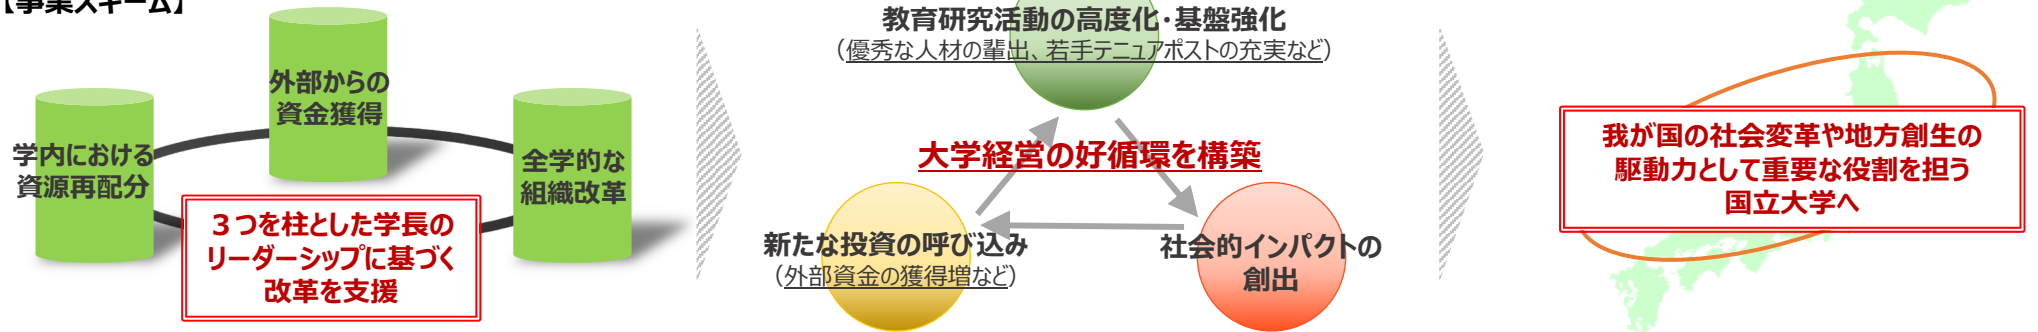 【事業スキーム】
外部からの
資金獲得
学内における
資源再配分
全学的な
組織改革
３つを柱とした学長の
リーダーシップに基づく
改革を支援
教育研究活動の高度化・基盤強化
（優秀な人材の輩出、若手テニュアポストの充実など）
大学経営の好循環を構築
新たな投資の呼び込み
（外部資金の獲得増など）
社会的インパクトの
創出
我が国の社会変革や地方創生の
駆動力として重要な役割を担う
国立大学へ